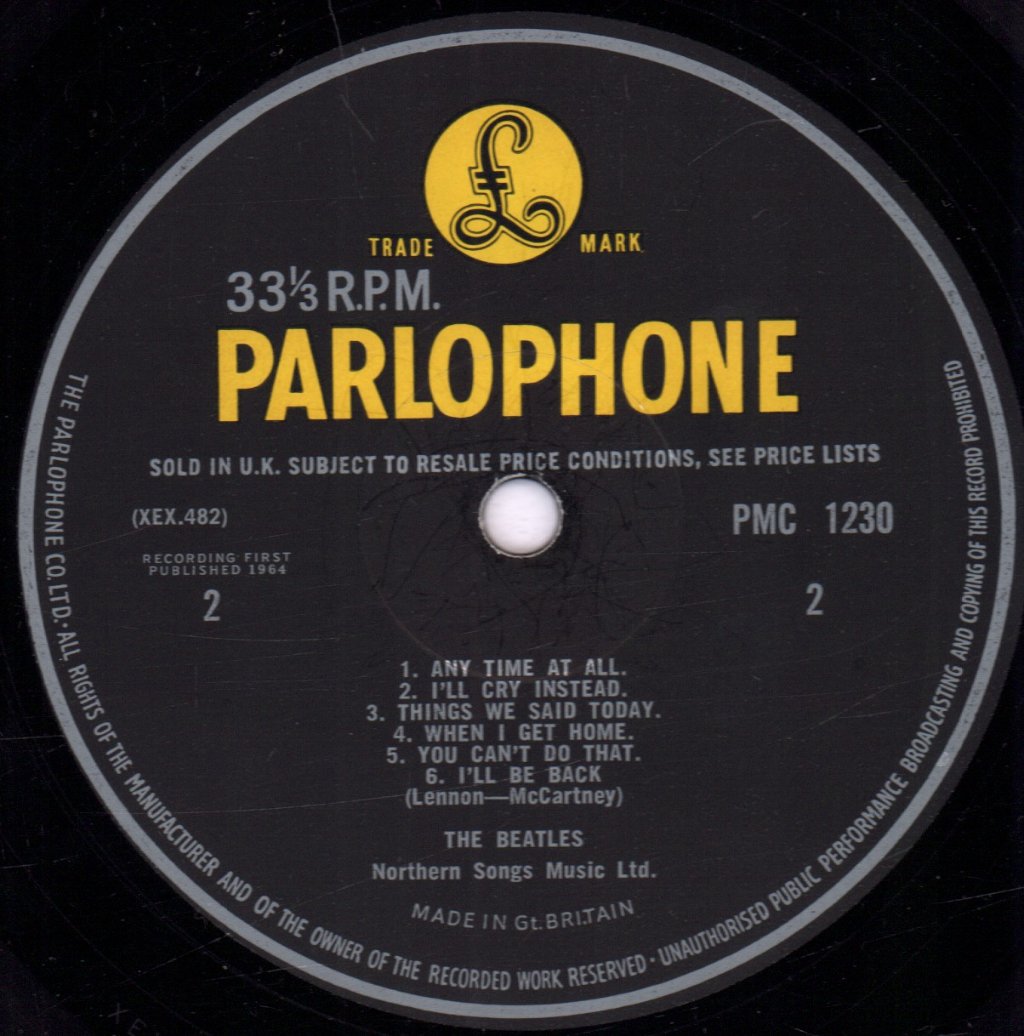 £
TRADE MARK
33⅓ R.P.M.
PARLOPHONE
SOLD IN U.K. SUBJECT TO RESALE PRICE CONDITIONS, SEE PRICE LISTS
(XEX.482) PMC 1230
RECORDING FIRST
PUBLISHED 1964
2 2
1. ANY TIME AT ALL.
2. I'LL CRY INSTEAD.
3. THINGS WE SAID TODAY.
4. WHEN I GET HOME.
5. YOU CAN'T DO THAT.
6. I'LL BE BACK
(Lennon—McCartney)
THE BEATLES
Northern Songs Music Ltd.
MADE IN Gt.BRITAIN
THE PARLOPHONE CO.LTD.·ALL RIGHTS OF THE MANUFACTURER AND OF THE OWNER OF THE RECORDED WORK RESERVED·UNAUTHORISED PUBLIC PERFORMANCE BROADCASTING AND COPYING OF THIS RECORD PROHIBITED